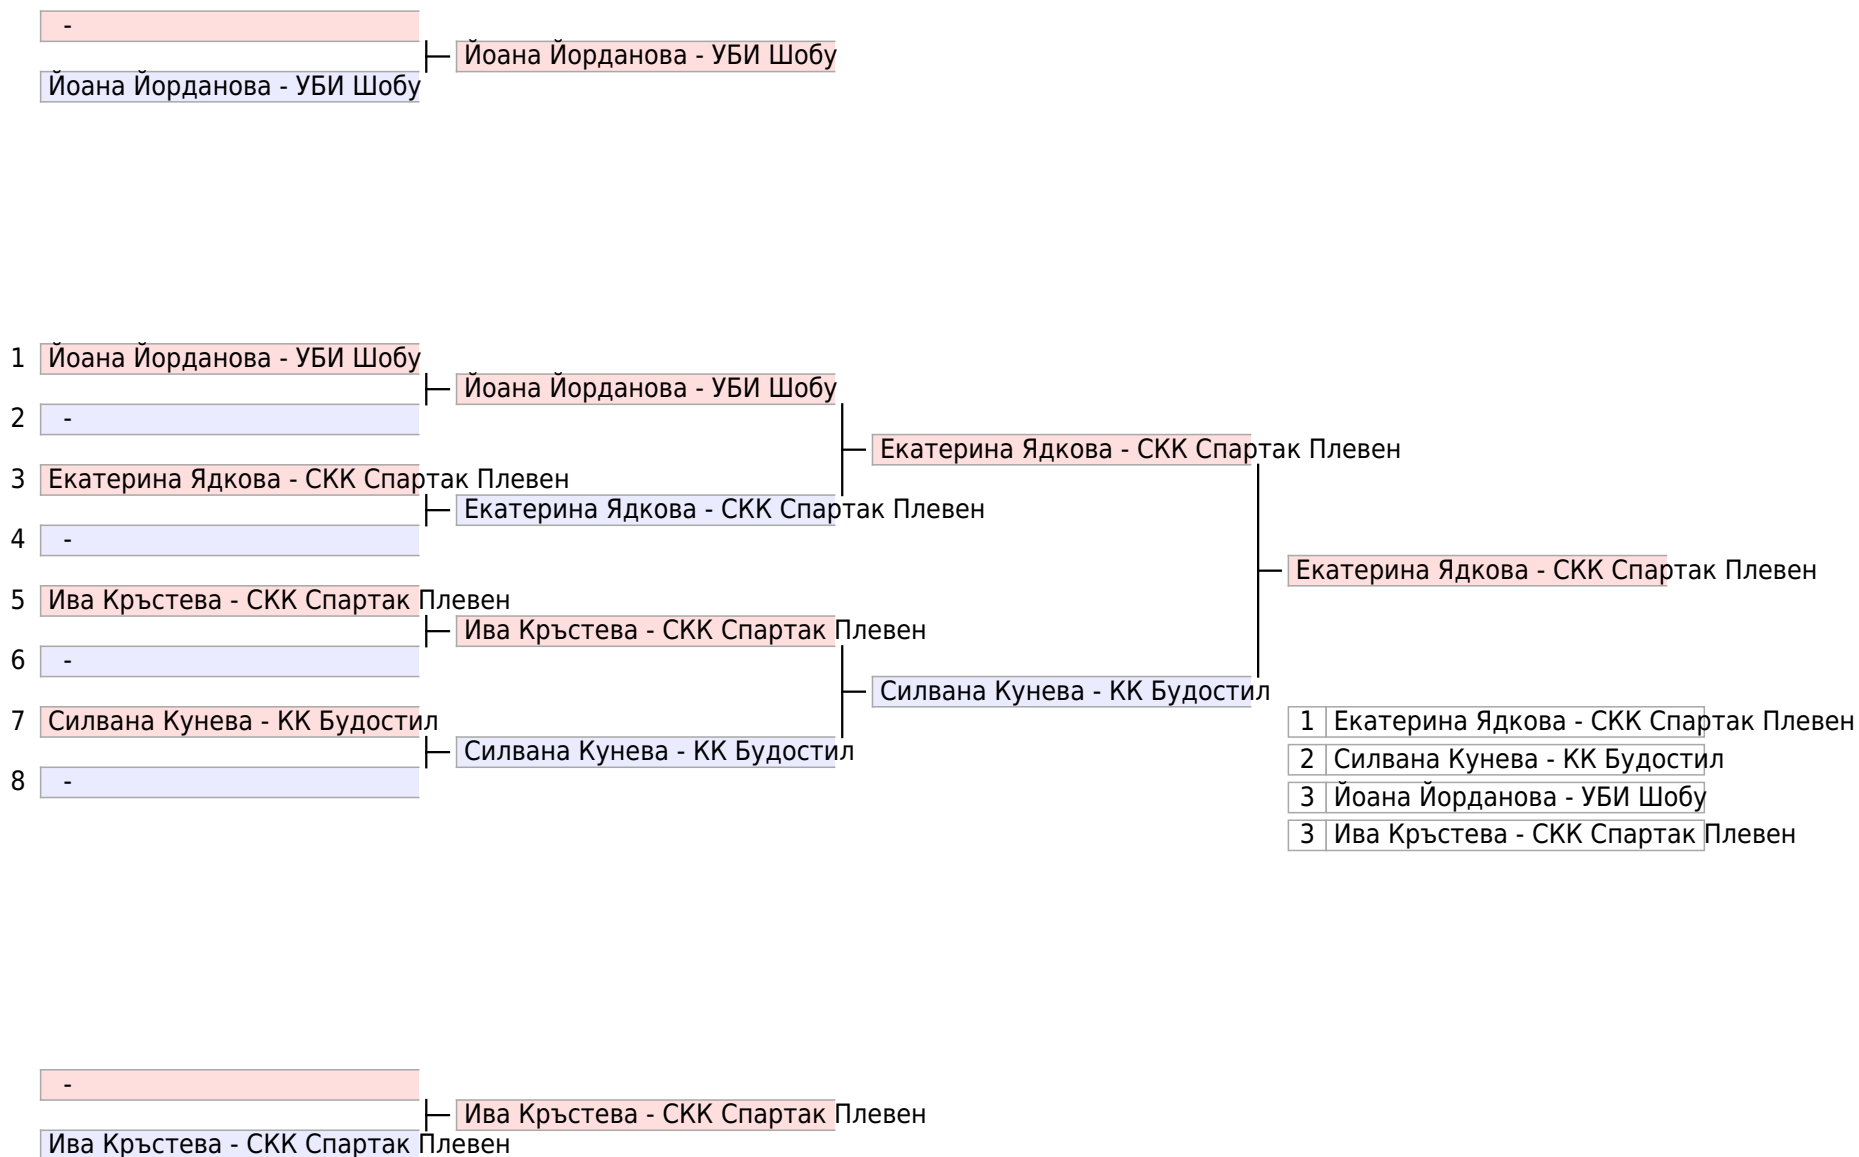 -
Йоана Йорданова - УБИ Шобу
Йоана Йорданова - УБИ Шобу
1 Йоана Йорданова - УБИ Шобу
Йоана Йорданова - УБИ Шобу
2 -
Екатерина Ядкова - СКК Спартак Плевен
3 Екатерина Ядкова - СКК Спартак Плевен
Екатерина Ядкова - СКК Спартак Плевен
4 -
Екатерина Ядкова - СКК Спартак Плевен
5 Ива Кръстева - СКК Спартак Плевен
Ива Кръстева - СКК Спартак Плевен
6 -
Силвана Кунева - КК Будостил
7 Силвана Кунева - КК Будостил
Силвана Кунева - КК Будостил
8 -
1 Екатерина Ядкова - СКК Спартак Плевен
2 Силвана Кунева - КК Будостил
3 Йоана Йорданова - УБИ Шобу
3 Ива Кръстева - СКК Спартак Плевен
-
Ива Кръстева - СКК Спартак Плевен
Ива Кръстева - СКК Спартак Плевен